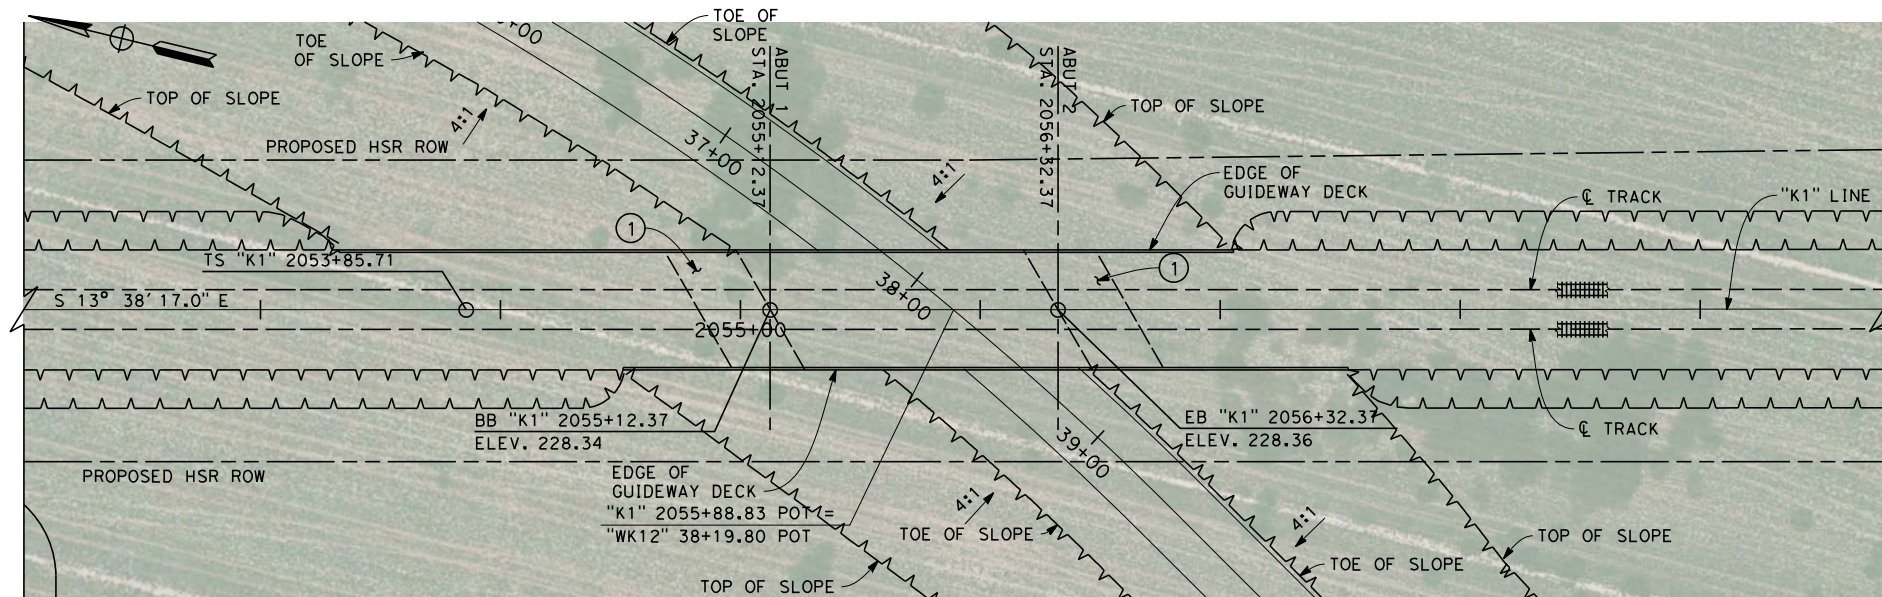 TOE OF
SLOPE
TOE
OF SLOPE
TOP OF SLOPE
4:1
PROPOSED HSR ROW
37+00
ABUT 1
STA. 2055+12.37
ABUT 2
STA. 2056+32.37
TOP OF SLOPE
4:1
EDGE OF
GUIDEWAY DECK
℄ TRACK
"K1" LINE
1
1
TS "K1" 2053+85.71
S 13° 38' 17.0" E
38+00
2055+00
BB "K1" 2055+12.37
ELEV. 228.34
EB "K1" 2056+32.37
ELEV. 228.36
℄ TRACK
39+00
PROPOSED HSR ROW
EDGE OF
GUIDEWAY DECK
"K1" 2055+88.83 POT =
"WK12" 38+19.80 POT
4:1
TOE OF SLOPE
4:1
TOP OF SLOPE
TOE OF SLOPE
TOP OF SLOPE